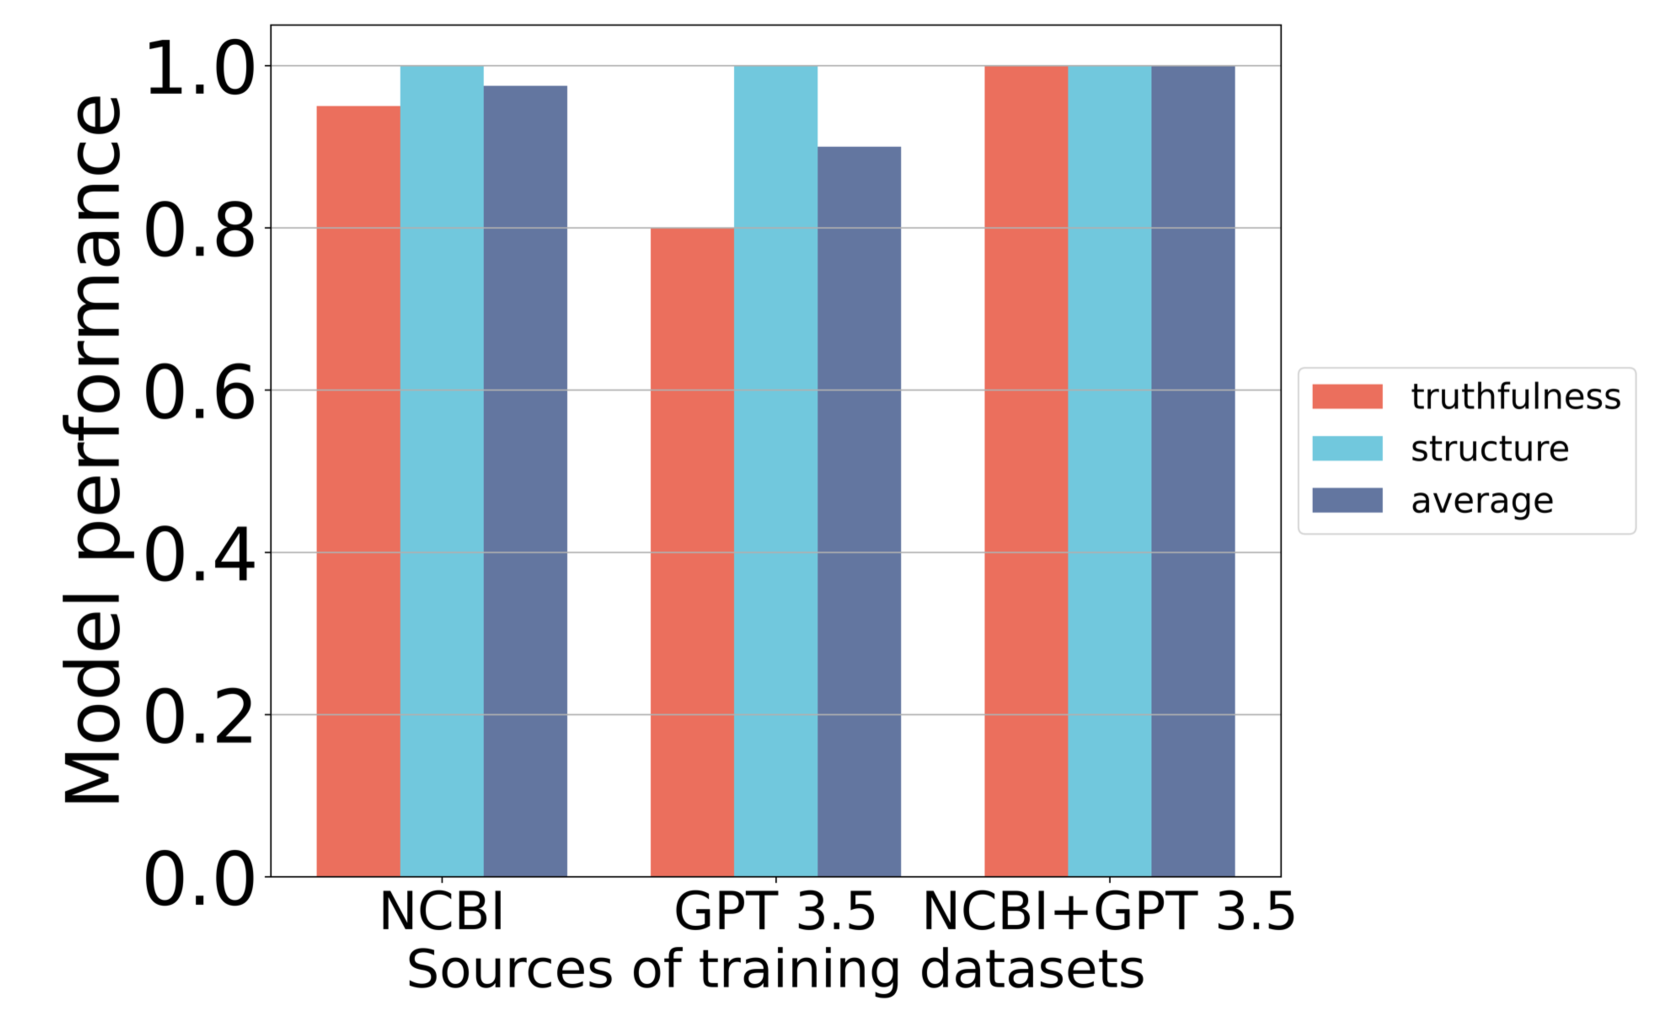 Model performance
1.0
0.8
0.6
0.4
0.2
0.0
NCBI
GPT 3.5
NCBI+GPT 3.5
Sources of training datasets
truthfulness
structure
average